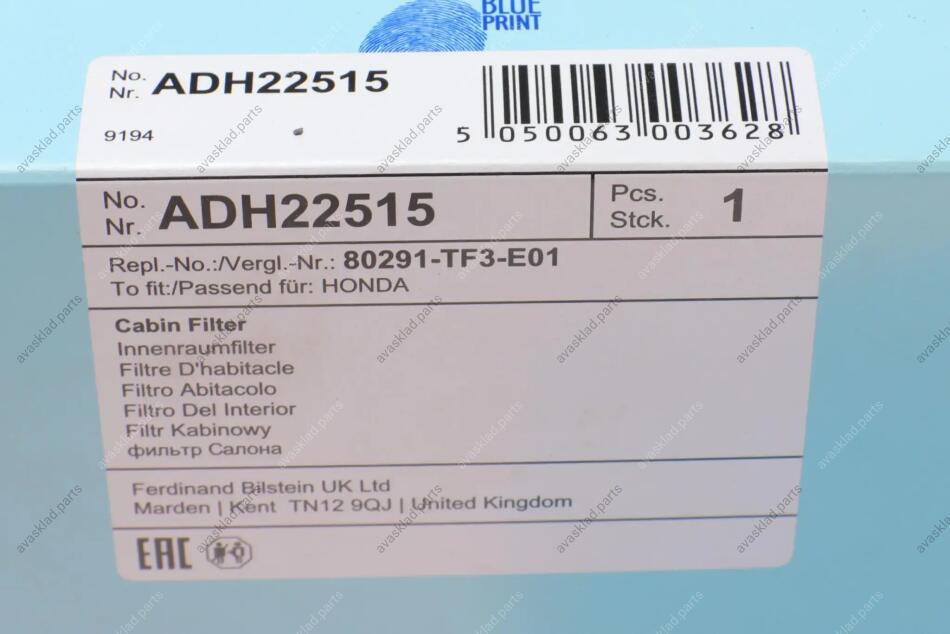 BLUE
PRINT
No.
Nr. ADH22515
9194
5 050063 003628
No.
Nr. ADH22515
Pcs.
Stck. 1
Repl.-No.:/Vergl.-Nr.: 80291-TF3-E01
To fit:/Passend für: HONDA
Cabin Filter
Innenraumfilter
Filtre D'habitacle
Filtro Abitacolo
Filtro Del Interior
Filtr Kabinowy
фильтр Салона
Ferdinand Bilstein UK Ltd
Marden | Kent TN12 9QJ | United Kingdom
EAC
avasklad.parts